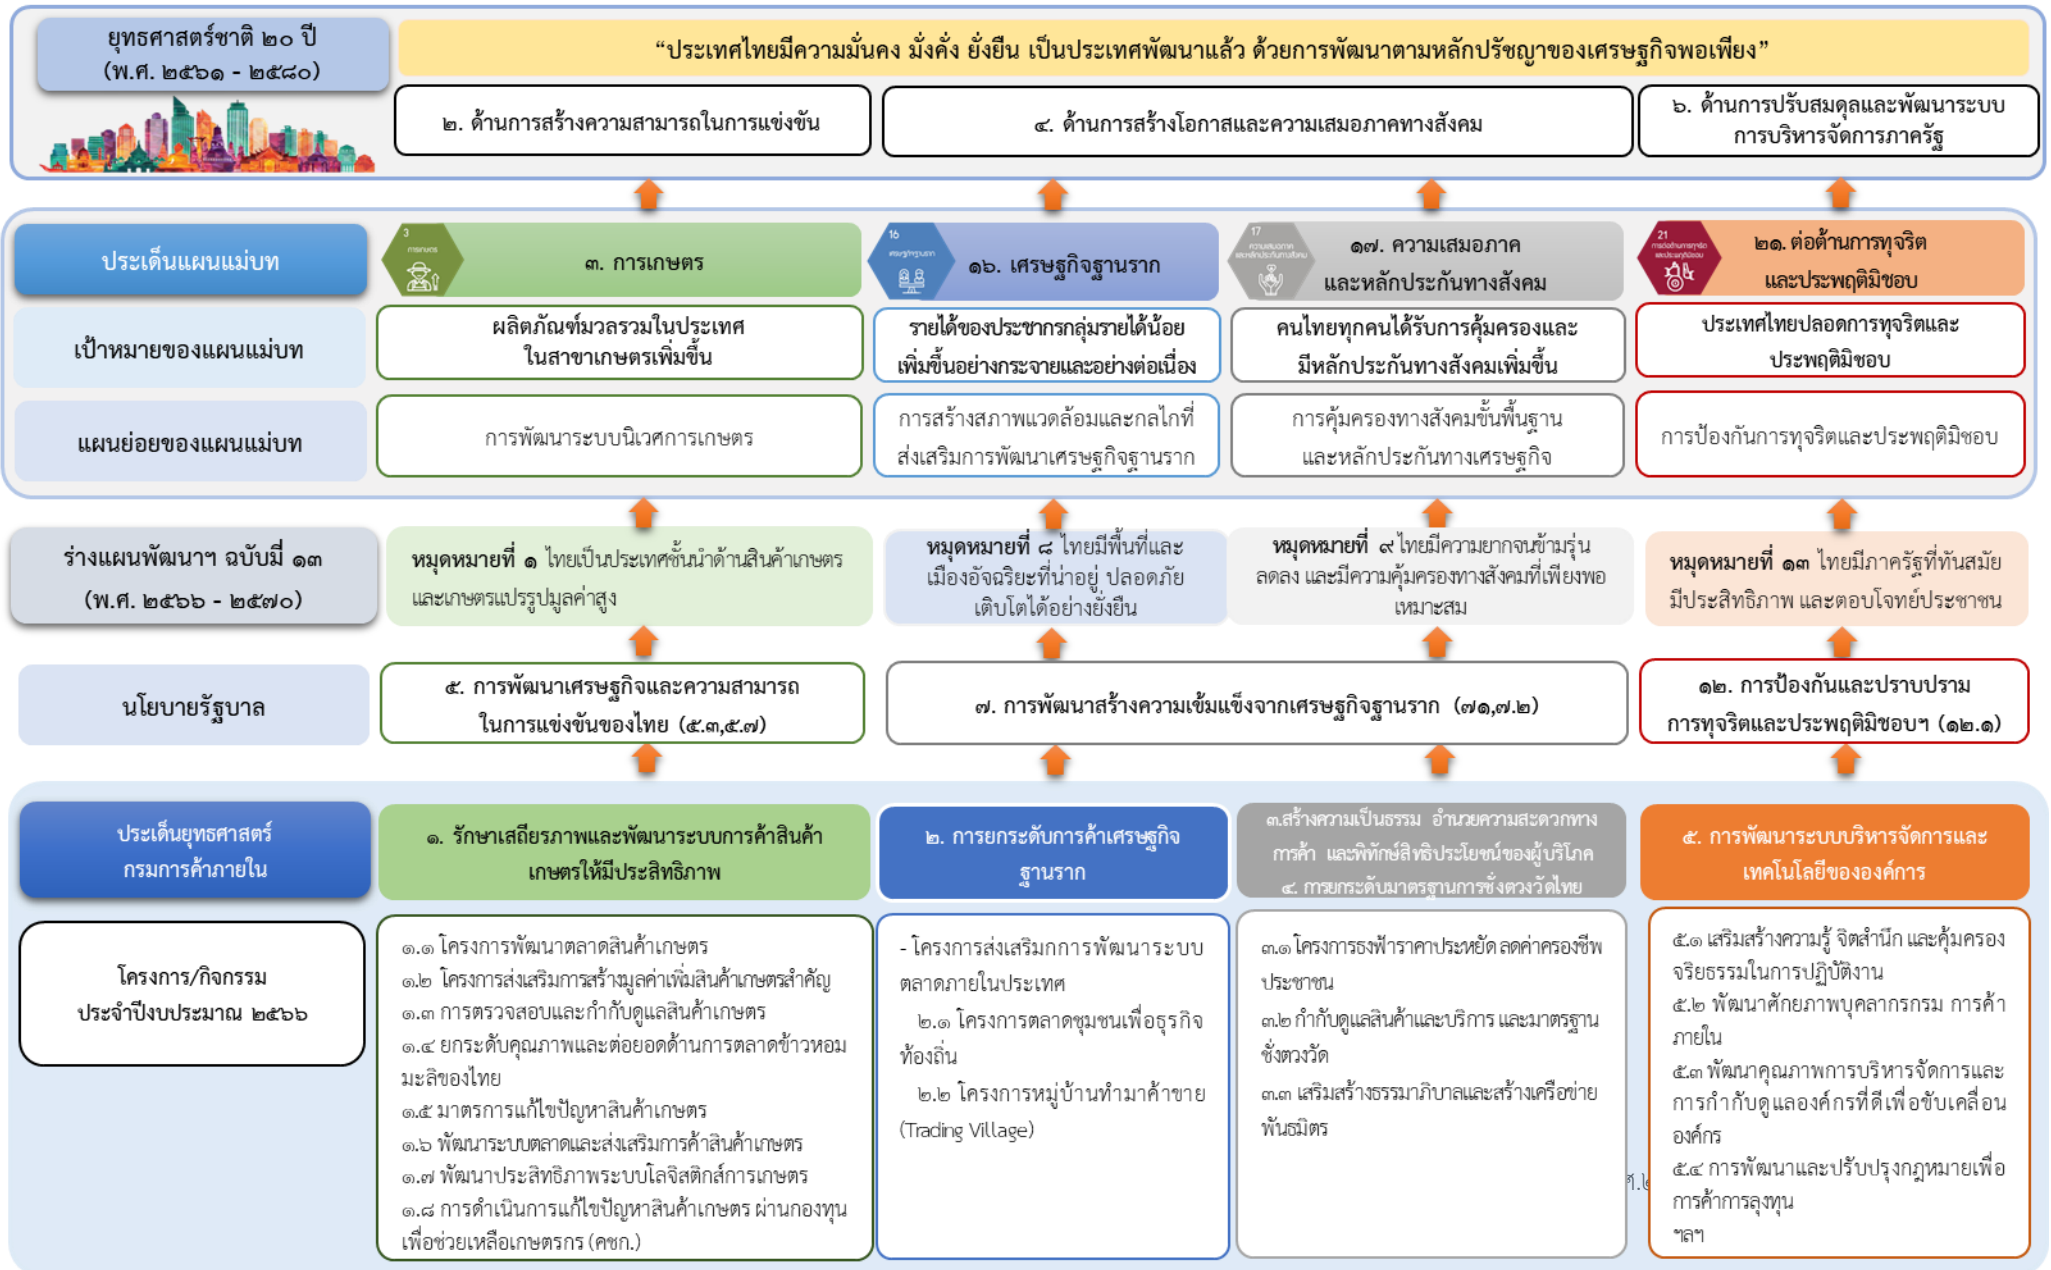 ยุทธศาสตร์ชาติ ๒๐ ปี
(พ.ศ. ๒๕๖๑ - ๒๕๘๐)
“ประเทศไทยมีความมั่นคง มั่งคั่ง ยั่งยืน เป็นประเทศพัฒนาแล้ว ด้วยการพัฒนาตามหลักปรัชญาของเศรษฐกิจพอเพียง”
๒. ด้านการสร้างความสามารถในการแข่งขัน
๔. ด้านการสร้างโอกาสและความเสมอภาคทางสังคม
๖. ด้านการปรับสมดุลและพัฒนาระบบ
การบริหารจัดการภาครัฐ
ประเด็นแผนแม่บท
3
การเกษตร
๓. การเกษตร
16
เศรษฐกิจฐานราก
๑๖. เศรษฐกิจฐานราก
17
ความเสมอภาค
และหลักประกันทางสังคม
๑๗. ความเสมอภาค
และหลักประกันทางสังคม
21
การต่อต้านการทุจริต
และประพฤติมิชอบ
๒๑. ต่อต้านการทุจริต
และประพฤติมิชอบ
เป้าหมายของแผนแม่บท
ผลิตภัณฑ์มวลรวมในประเทศ
ในสาขาเกษตรเพิ่มขึ้น
รายได้ของประชากรกลุ่มรายได้น้อย
เพิ่มขึ้นอย่างกระจายและอย่างต่อเนื่อง
คนไทยทุกคนได้รับการคุ้มครองและ
มีหลักประกันทางสังคมเพิ่มขึ้น
ประเทศไทยปลอดการทุจริตและ
ประพฤติมิชอบ
แผนย่อยของแผนแม่บท
การพัฒนาระบบนิเวศการเกษตร
การสร้างสภาพแวดล้อมและกลไกที่
ส่งเสริมการพัฒนาเศรษฐกิจฐานราก
การคุ้มครองทางสังคมขั้นพื้นฐาน
และหลักประกันทางเศรษฐกิจ
การป้องกันการทุจริตและประพฤติมิชอบ
ร่างแผนพัฒนาฯ ฉบับมี่ ๑๓
(พ.ศ. ๒๕๖๖ - ๒๕๗๐)
หมุดหมายที่ ๑ ไทยเป็นประเทศชั้นนำด้านสินค้าเกษตร
และเกษตรแปรรูปมูลค่าสูง
หมุดหมายที่ ๘ ไทยมีพื้นที่และ
เมืองอัจฉริยะที่น่าอยู่ ปลอดภัย
เติบโตได้อย่างยั่งยืน
หมุดหมายที่ ๙ ไทยมีความยากจนข้ามรุ่น
ลดลง และมีความคุ้มครองทางสังคมที่เพียงพอ
เหมาะสม
หมุดหมายที่ ๑๓ ไทยมีภาครัฐที่ทันสมัย
มีประสิทธิภาพ และตอบโจทย์ประชาชน
นโยบายรัฐบาล
๕. การพัฒนาเศรษฐกิจและความสามารถ
ในการแข่งขันของไทย (๕.๓,๕.๗)
๗. การพัฒนาสร้างความเข้มแข็งจากเศรษฐกิจฐานราก (๗๑,๗.๒)
๑๒. การป้องกันและปราบปราม
การทุจริตและประพฤติมิชอบฯ (๑๒.๑)
ประเด็นยุทธศาสตร์
กรมการค้าภายใน
๑. รักษาเสถียรภาพและพัฒนาระบบการค้าสินค้า
เกษตรให้มีประสิทธิภาพ
๒. การยกระดับการค้าเศรษฐกิจ
ฐานราก
๓.สร้างความเป็นธรรม อำนวยความสะดวกทาง
การค้า และพิทักษ์สิทธิประโยชน์ของผู้บริโภค
๔. การยกระดับมาตรฐานการชั่งตวงวัดไทย
๕. การพัฒนาระบบบริหารจัดการและ
เทคโนโลยีขององค์การ
โครงการ/กิจกรรม
ประจำปีงบประมาณ ๒๕๖๖
๑.๑ โครงการพัฒนาตลาดสินค้าเกษตร
๑.๒ โครงการส่งเสริมการสร้างมูลค่าเพิ่มสินค้าเกษตรสำคัญ
๑.๓ การตรวจสอบและกำกับดูแลสินค้าเกษตร
๑.๔ ยกระดับคุณภาพและต่อยอดด้านการตลาดข้าวหอม
มะลิของไทย
๑.๕ มาตรการแก้ไขปัญหาสินค้าเกษตร
๑.๖ พัฒนาระบบตลาดและส่งเสริมการค้าสินค้าเกษตร
๑.๗ พัฒนาประสิทธิภาพระบบโลจิสติกส์การเกษตร
๑.๘ การดำเนินการแก้ไขปัญหาสินค้าเกษตร ผ่านกองทุน
เพื่อช่วยเหลือเกษตรกร (คชก.)
- โครงการส่งเสริมกการพัฒนาระบบ
ตลาดภายในประเทศ
๒.๑ โครงการตลาดชุมชนเพื่อธุรกิจ
ท้องถิ่น
๒.๒ โครงการหมู่บ้านทำมาค้าขาย
(Trading Village)
๓.๑ โครงการธงฟ้าราคาประหยัด ลดค่าครองชีพ
ประชาชน
๓.๒ กำกับดูแลสินค้าและบริการ และมาตรฐาน
ชั่งตวงวัด
๓.๓ เสริมสร้างธรรมาภิบาลและสร้างเครือข่าย
พันธมิตร
๕.๑ เสริมสร้างความรู้ จิตสำนึก และคุ้มครอง
จริยธรรมในการปฏิบัติงาน
๕.๒ พัฒนาศักยภาพบุคลากรกรม การค้า
ภายใน
๕.๓ พัฒนาคุณภาพการบริหารจัดการและ
การกำกับดูแลองค์กรที่ดีเพื่อขับเคลื่อน
องค์กร
๕.๔ การพัฒนาและปรับปรุงกฎหมายเพื่อ
การค้าการลงทุน
ฯลฯ